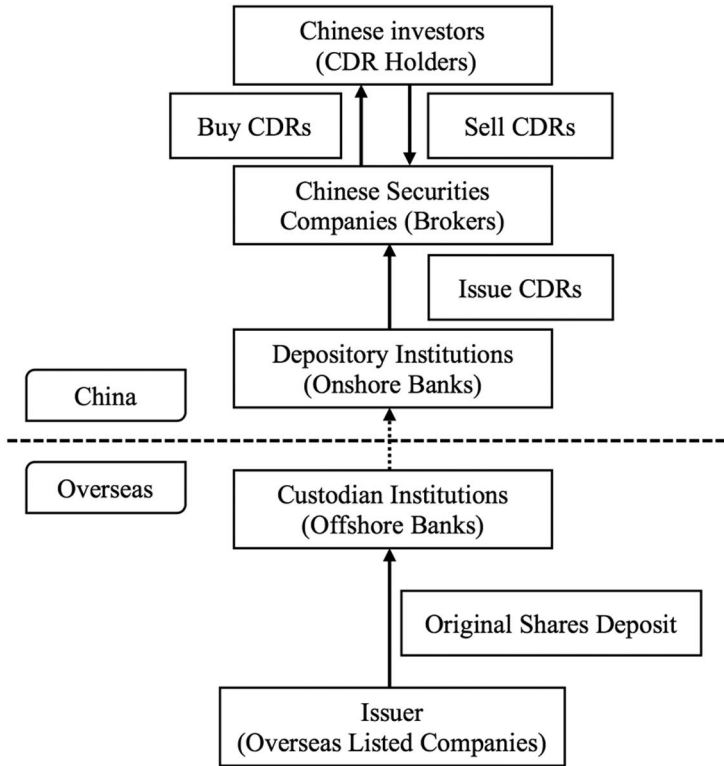 Chinese investors
(CDR Holders)
Buy CDRs
Sell CDRs
Chinese Securities
Companies (Brokers)
Issue CDRs
Depository Institutions
(Onshore Banks)
China
Overseas
Custodian Institutions
(Offshore Banks)
Original Shares Deposit
Issuer
(Overseas Listed Companies)